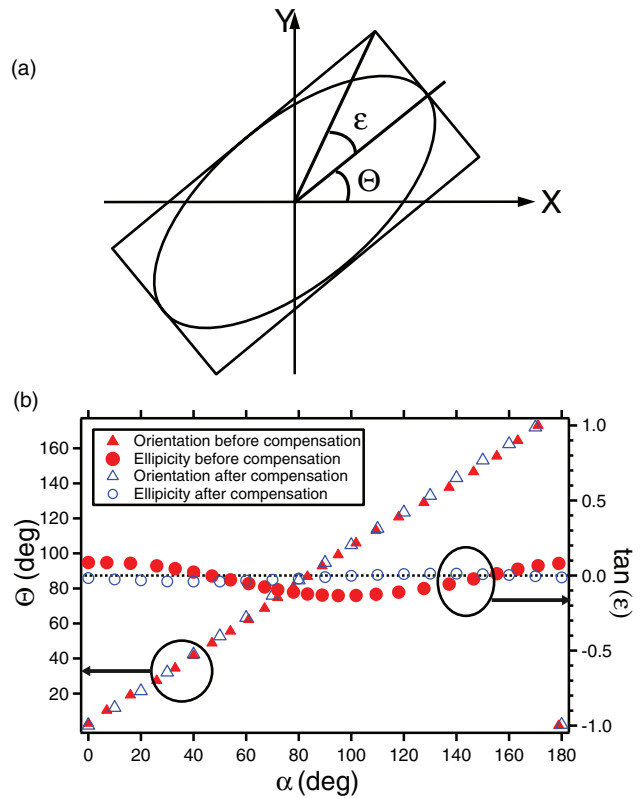 (a)
Y
ε
Θ
X
(b)
Θ (deg)
160
140
120
100
80
60
40
20
Orientation before compensation
Ellipicity before compensation
Orientation after compensation
Ellipicity after compensation
1.0
0.5
0.0
-0.5
-1.0
tan(ε)
0 20 40 60 80 100 120 140 160 180
α (deg)